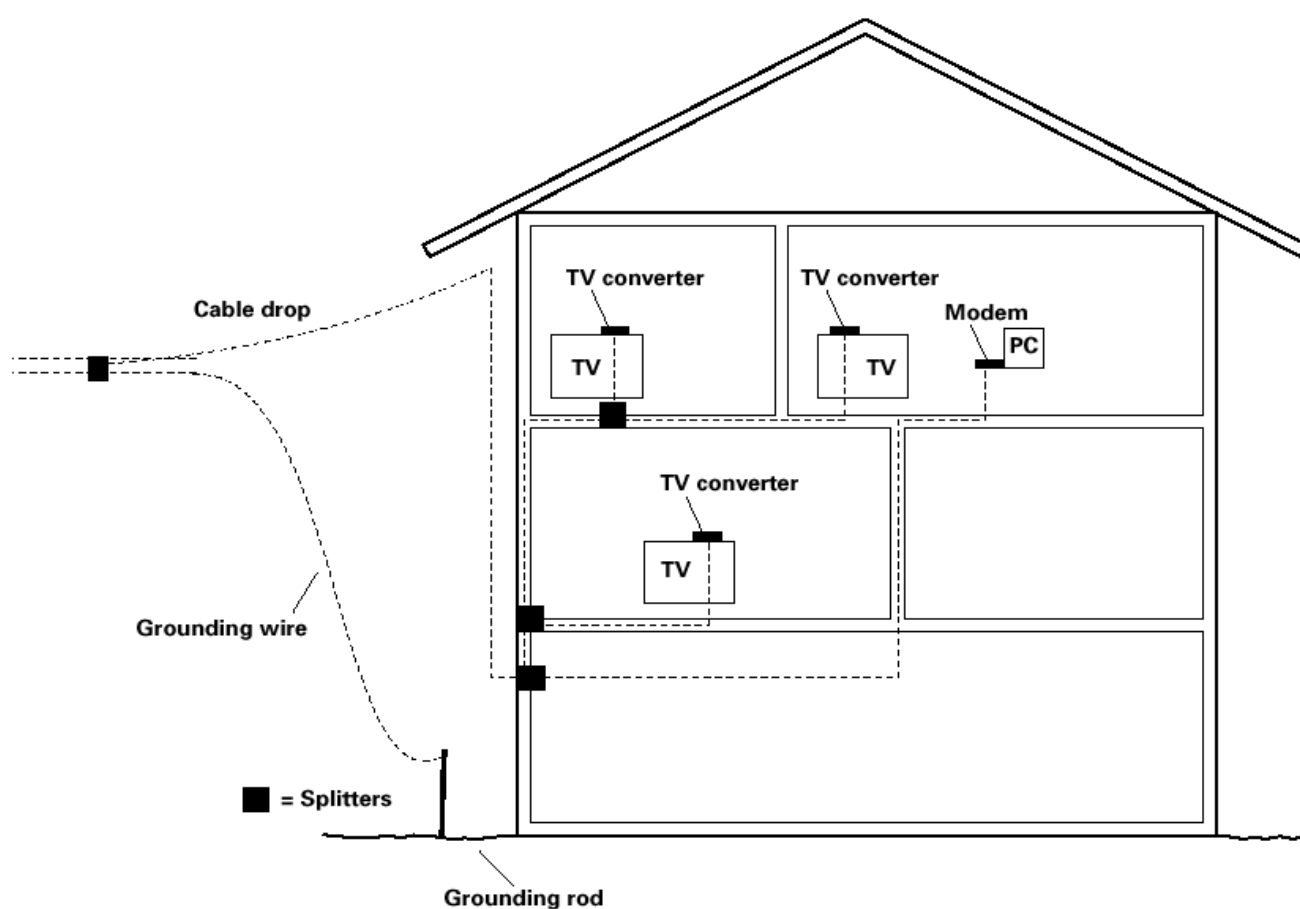 TV converter
TV converter
Cable drop
Modem
PC
TV
TV
TV converter
TV
Grounding wire
= Splitters
Grounding rod